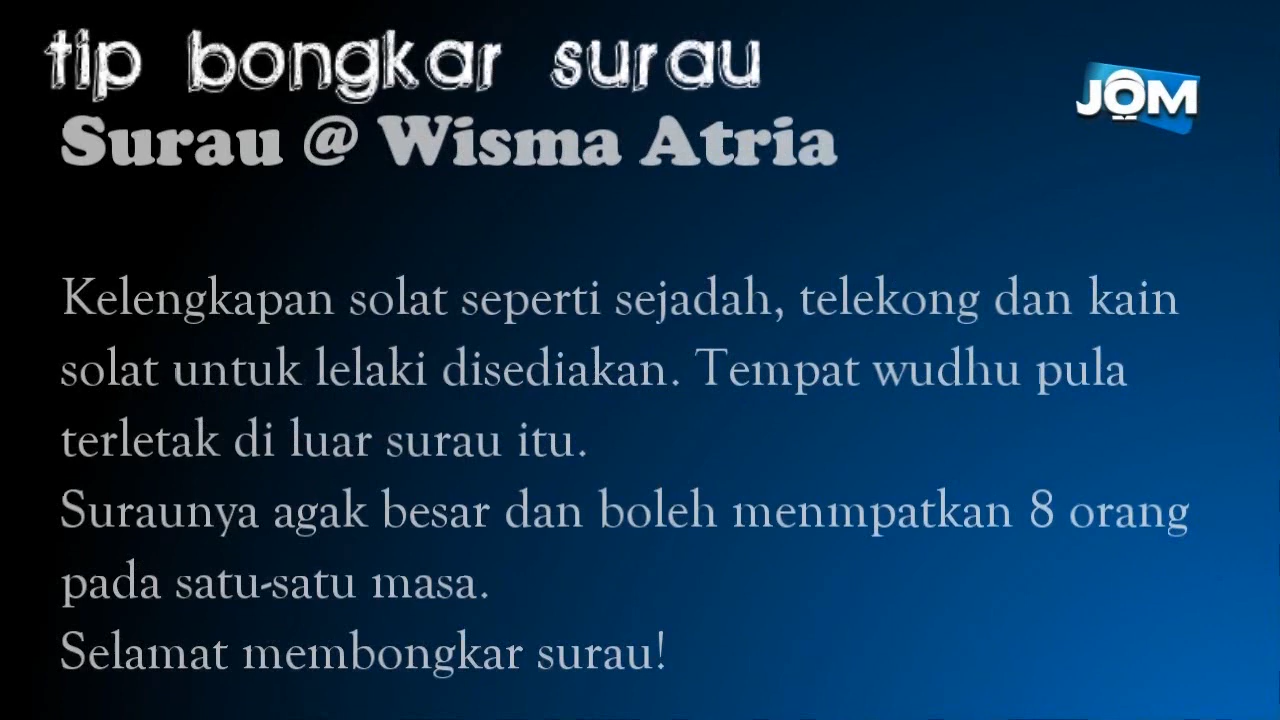 tip bongkar surau
JOM
Surau @ Wisma Atria
Kelengkapan solat seperti sejadah, telekong dan kain
solat untuk lelaki disediakan. Tempat wudhu pula
terletak di luar surau itu.
Suraunya agak besar dan boleh menmpatkan 8 orang
pada satu-satu masa.
Selamat membongkar surau!